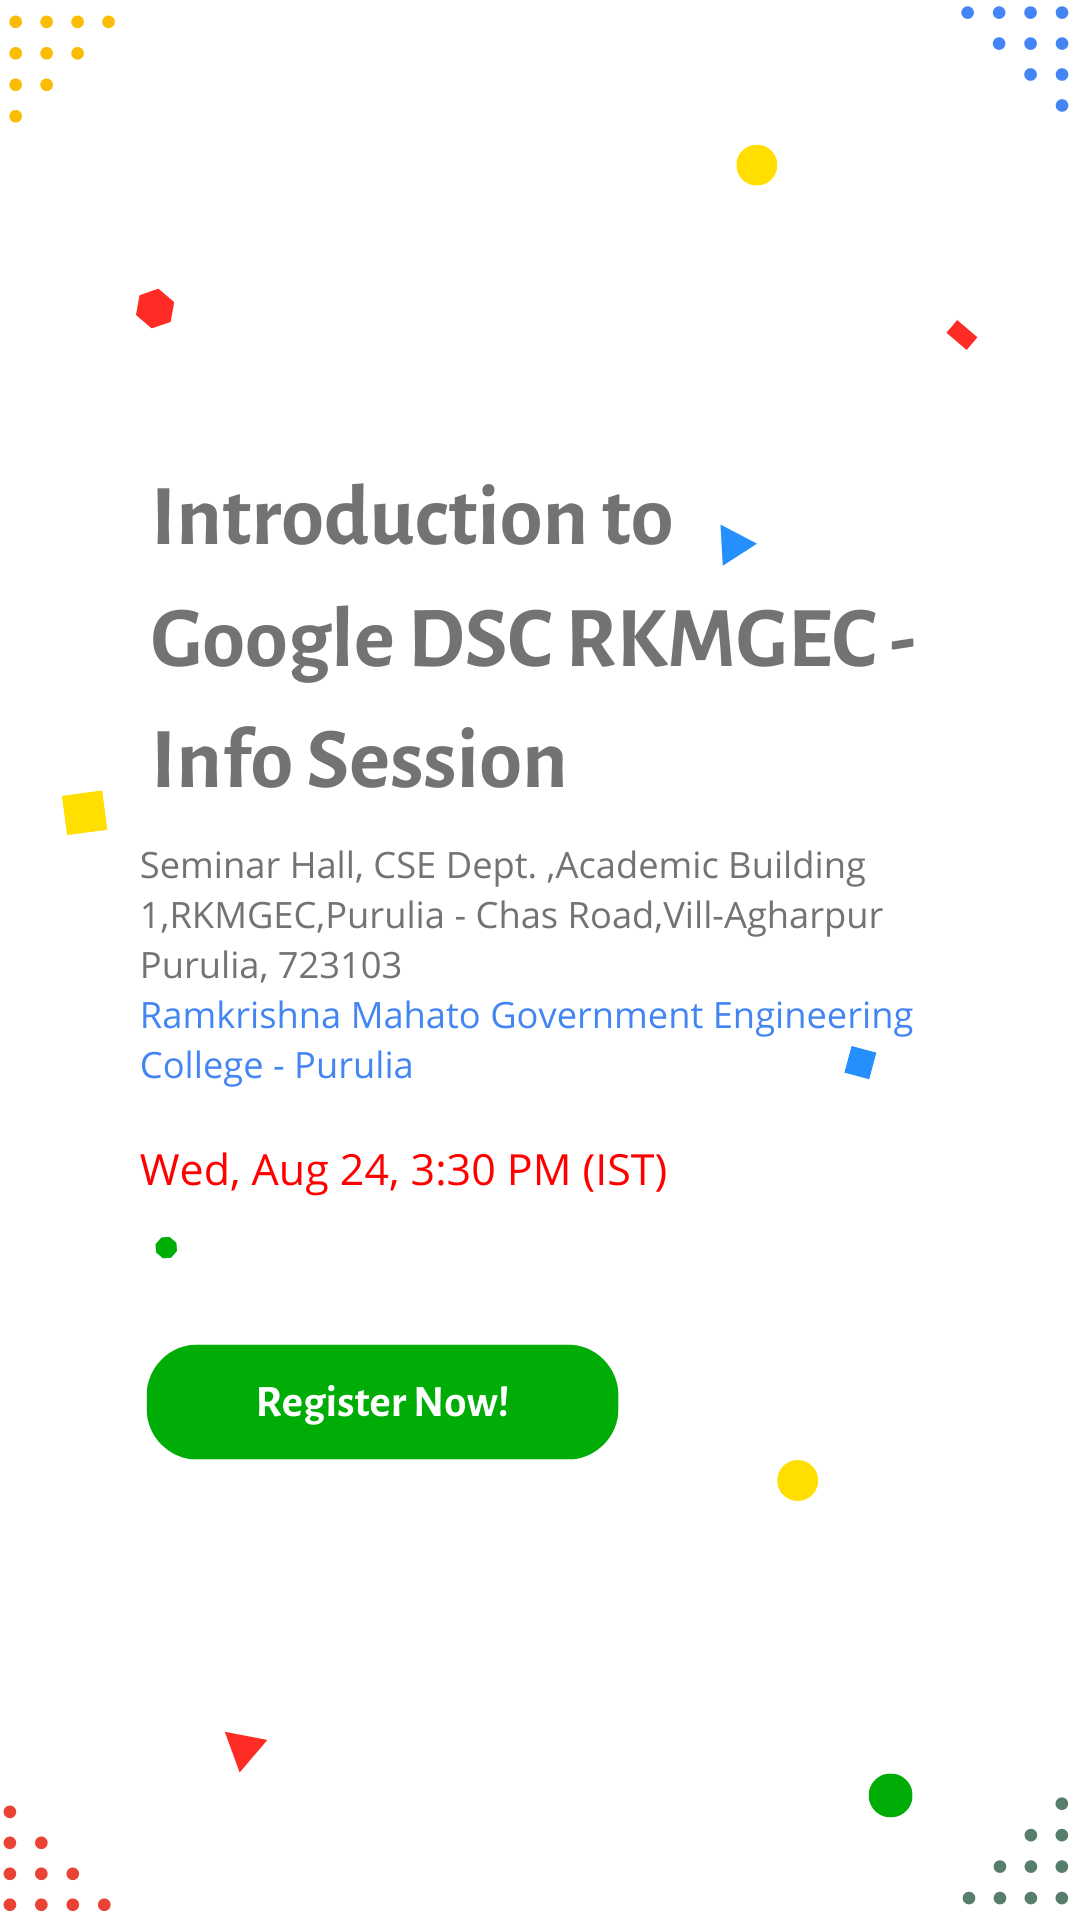 Introduction to
Google DSC RKMGEC -
Info Session
Seminar Hall, CSE Dept. ,Academic Building
1,RKMGEC,Purulia - Chas Road,Vill-Agharpur
Purulia, 723103
Ramkrishna Mahato Government Engineering
College - Purulia
Wed, Aug 24, 3:30 PM (IST)
Register Now!